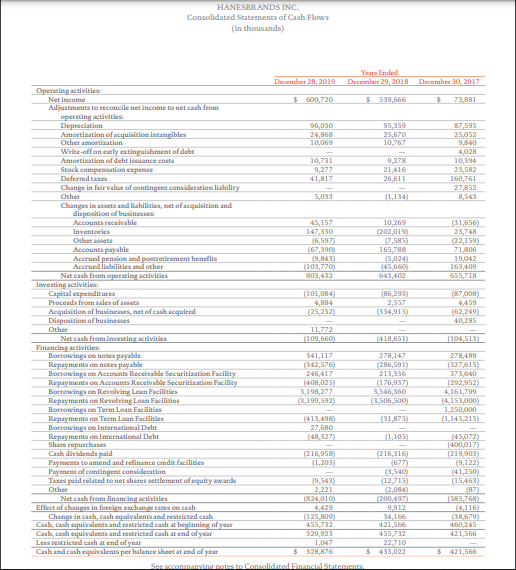 HANESBRANDS INC.
Consolidated Statements of Cash Flows
(in thousands)
Years Ended
December 28, 2019 December 29, 2018 December 30, 2017
Operating activities:
Net income $ 600,720 $ 539,666 $ 73,881
Adjustments to reconcile net income to net cash from
operating activities:
Depreciation 96,030 95,359 87,595
Amortization of acquisition intangibles 24,868 25,670 25,052
Other amortization 10,069 10,767 9,840
Write-off on early extinguishment of debt — — 4,028
Amortization of debt issuance costs 10,731 9,278 10,394
Stock compensation expense 9,277 21,416 23,582
Deferred taxes 41,817 26,611 160,761
Change in fair value of contingent consideration liability — — 27,852
Other 5,033 (1,134) 8,543
Changes in assets and liabilities, net of acquisition and
disposition of businesses:
Accounts receivable 45,157 10,269 (31,656)
Inventories 147,330 (202,019) 23,748
Other assets (6,597) (7,585) (22,159)
Accounts payable (67,390) 165,788 71,806
Accrued pension and postretirement benefits (9,843) (5,024) 19,042
Accrued liabilities and other (103,770) (45,660) 163,409
Net cash from operating activities 803,432 643,402 655,718
Investing activities:
Capital expenditures (101,084) (86,293) (87,008)
Proceeds from sales of assets 4,884 2,557 4,459
Acquisition of businesses, net of cash acquired (25,232) (334,915) (62,249)
Disposition of businesses — — 40,285
Other 11,772 — —
Net cash from investing activities (109,660) (418,651) (104,513)
Financing activities:
Borrowings on notes payable 341,117 278,147 278,489
Repayments on notes payable (342,576) (286,591) (327,615)
Borrowings on Accounts Receivable Securitization Facility 246,417 213,336 373,640
Repayments on Accounts Receivable Securitization Facility (408,025) (176,937) (292,952)
Borrowings on Revolving Loan Facilities 3,198,277 3,546,360 4,161,799
Repayments on Revolving Loan Facilities (3,199,592) (3,506,500) (4,153,000)
Borrowings on Term Loan Facilities — — 1,250,000
Repayments on Term Loan Facilities (413,498) (31,875) (1,145,215)
Borrowings on International Debt 27,680 — —
Repayments on International Debt (48,327) (1,105) (45,072)
Share repurchases — — (400,017)
Cash dividends paid (216,958) (216,316) (219,903)
Payments to amend and refinance credit facilities (1,203) (677) (9,122)
Payment of contingent consideration — (3,540) (41,250)
Taxes paid related to net shares settlement of equity awards (9,543) (12,715) (15,463)
Other 2,221 (2,084) (87)
Net cash from financing activities (824,010) (200,497) (585,768)
Effect of changes in foreign exchange rates on cash 4,429 9,912 (4,116)
Change in cash, cash equivalents and restricted cash (125,809) 34,166 (38,679)
Cash, cash equivalents and restricted cash at beginning of year 455,732 421,566 460,245
Cash, cash equivalents and restricted cash at end of year 329,923 455,732 421,566
Less restricted cash at end of year 1,047 22,710 —
Cash and cash equivalents per balance sheet at end of year $ 328,876 $ 433,022 $ 421,566
See accompanying notes to Consolidated Financial Statements.